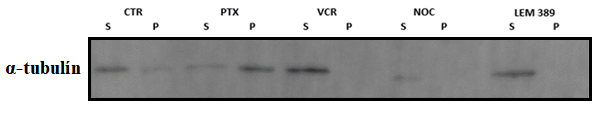 CTR PTX VCR NOC LEM 389
S P S P S P S P S P
α-tubulin